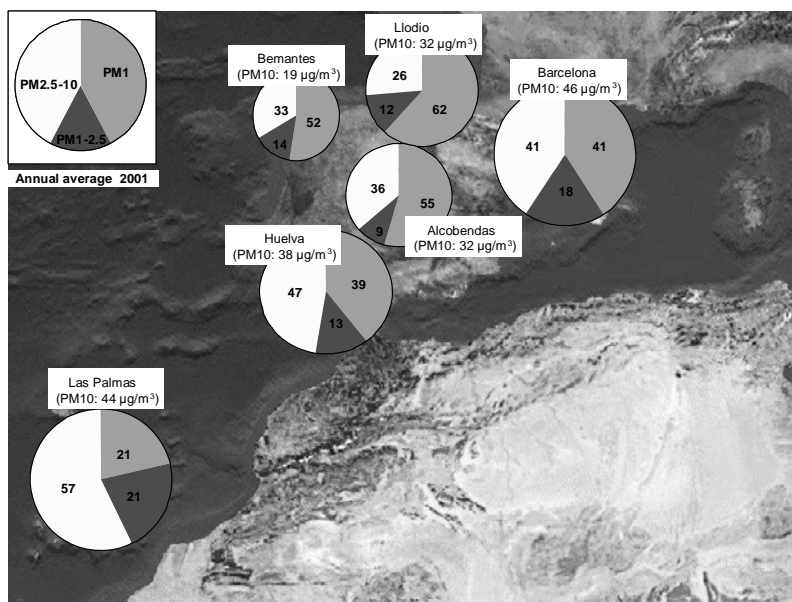 PM2.5-10
PM1
PM1-2.5
Annual average 2001
Bemantes
(PM10: 19 µg/m³)
33
52
14
Llodio
(PM10: 32 µg/m³)
26
12
62
Barcelona
(PM10: 46 µg/m³)
41
41
18
36
55
9
Alcobendas
(PM10: 32 µg/m³)
Huelva
(PM10: 38 µg/m³)
47
39
13
Las Palmas
(PM10: 44 µg/m³)
21
57
21